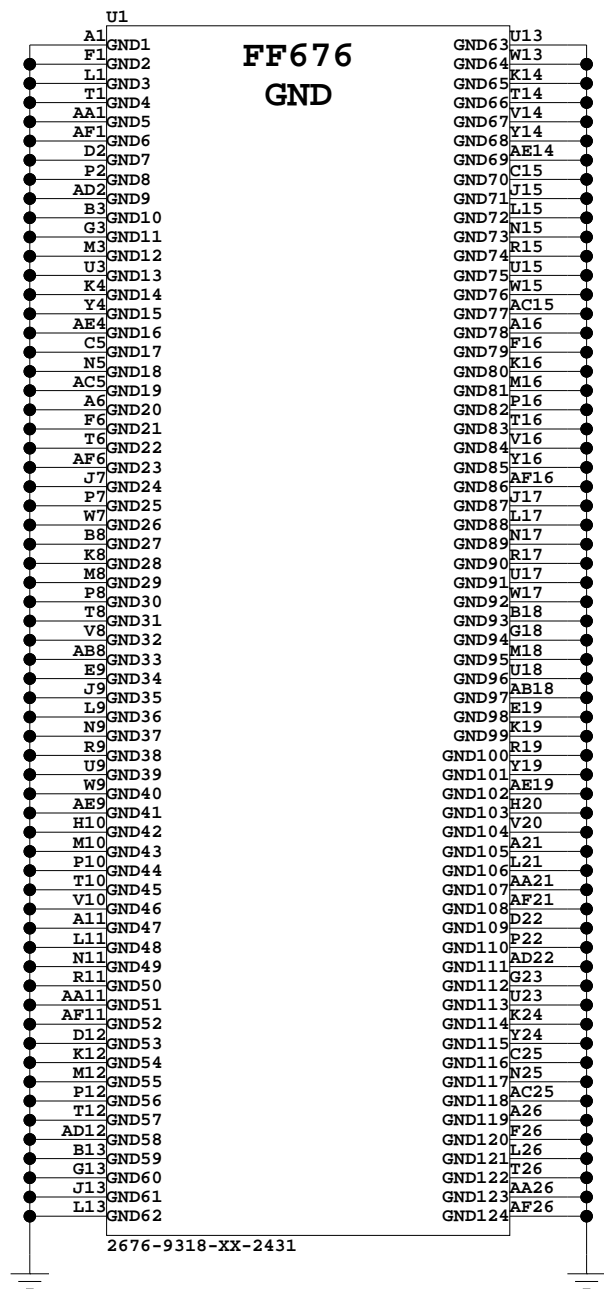 U1
FF676
GND
A1 GND1
F1 GND2
L1 GND3
T1 GND4
AA1 GND5
AF1 GND6
D2 GND7
P2 GND8
AD2 GND9
B3 GND10
G3 GND11
M3 GND12
U3 GND13
K4 GND14
Y4 GND15
AE4 GND16
C5 GND17
N5 GND18
AC5 GND19
A6 GND20
F6 GND21
T6 GND22
AF6 GND23
J7 GND24
P7 GND25
W7 GND26
B8 GND27
K8 GND28
M8 GND29
P8 GND30
T8 GND31
V8 GND32
AB8 GND33
E9 GND34
J9 GND35
L9 GND36
N9 GND37
R9 GND38
U9 GND39
W9 GND40
AE9 GND41
H10 GND42
M10 GND43
P10 GND44
T10 GND45
V10 GND46
A11 GND47
L11 GND48
N11 GND49
R11 GND50
AA11 GND51
AF11 GND52
D12 GND53
K12 GND54
M12 GND55
P12 GND56
T12 GND57
AD12 GND58
B13 GND59
G13 GND60
J13 GND61
L13 GND62
GND63 U13
GND64 W13
GND65 K14
GND66 T14
GND67 V14
GND68 Y14
GND69 AE14
GND70 C15
GND71 J15
GND72 L15
GND73 N15
GND74 R15
GND75 U15
GND76 W15
GND77 AC15
GND78 A16
GND79 F16
GND80 K16
GND81 M16
GND82 P16
GND83 T16
GND84 V16
GND85 Y16
GND86 AF16
GND87 J17
GND88 L17
GND89 N17
GND90 R17
GND91 U17
GND92 W17
GND93 B18
GND94 G18
GND95 M18
GND96 U18
GND97 AB18
GND98 E19
GND99 K19
GND100 R19
GND101 Y19
GND102 AE19
GND103 H20
GND104 V20
GND105 A21
GND106 L21
GND107 AA21
GND108 AF21
GND109 D22
GND110 P22
GND111 AD22
GND112 G23
GND113 U23
GND114 K24
GND115 Y24
GND116 C25
GND117 N25
GND118 AC25
GND119 A26
GND120 F26
GND121 L26
GND122 T26
GND123 AA26
GND124 AF26
2676-9318-XX-2431